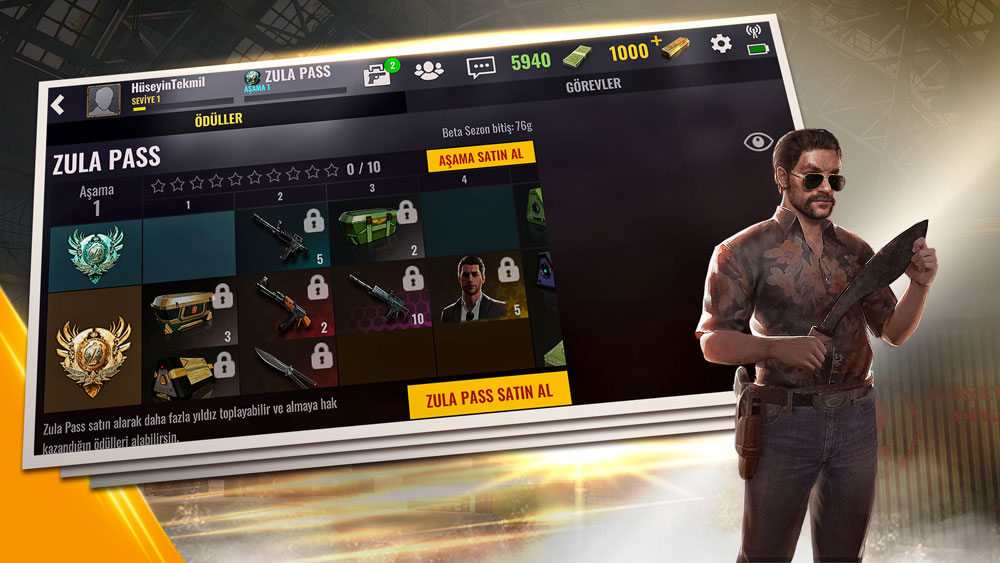 HüseyinTekmil
SEVİYE 1
ZULA PASS
AŞAMA 1
2
5940
1000+
ÖDÜLLER
GÖREVLER
ZULA PASS
Beta Sezon bitiş: 76g
AŞAMA SATIN AL
Aşama
1
0 / 10
1
2
3
4
5
2
3
2
10
5
Zula Pass satın alarak daha fazla yıldız toplayabilir ve almaya hak
kazandığın ödülleri alabilirsin.
ZULA PASS SATIN AL